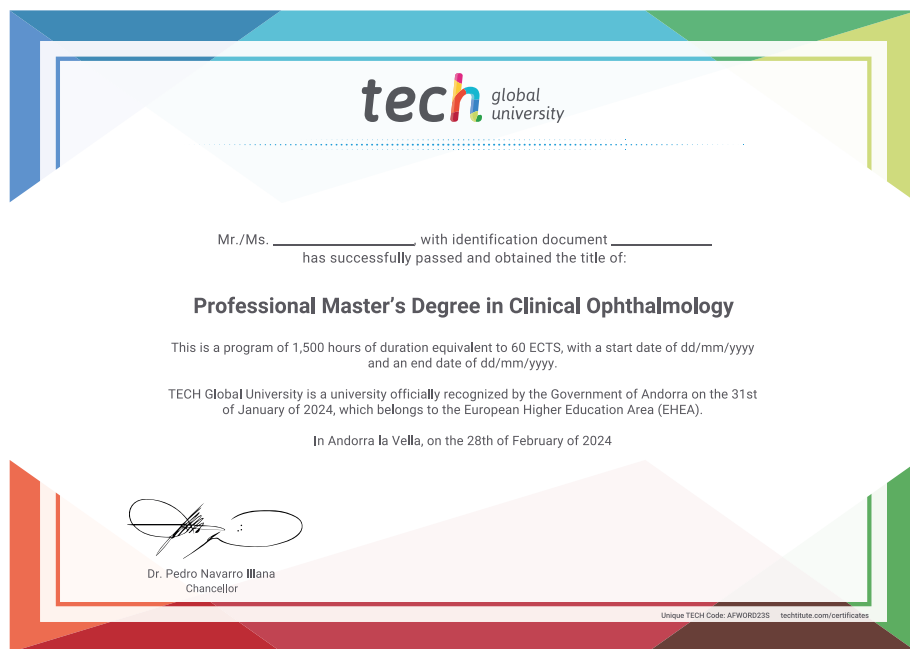 tech global
university
Mr./Ms. ____________________, with identification document ______________
has successfully passed and obtained the title of:
Professional Master's Degree in Clinical Ophthalmology
This is a program of 1,500 hours of duration equivalent to 60 ECTS, with a start date of dd/mm/yyyy
and an end date of dd/mm/yyyy.
TECH Global University is a university officially recognized by the Government of Andorra on the 31st
of January of 2024, which belongs to the European Higher Education Area (EHEA).
In Andorra la Vella, on the 28th of February of 2024
Dr. Pedro Navarro Illana
Chancellor
Unique TECH Code: AFWORD23S techtitute.com/certificates